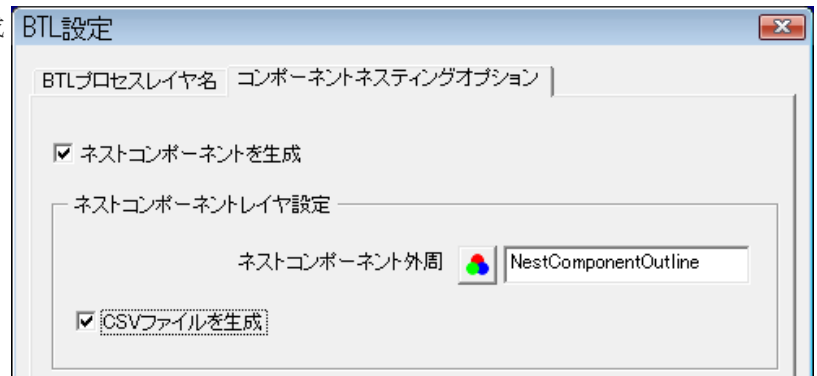 BTL設定
BTLプロセスレイヤ名 コンポーネントネスティングオプション
ネストコンポーネントを生成
ネストコンポーネントレイヤ設定
ネストコンポーネント外周 NestComponentOutline
CSVファイルを生成